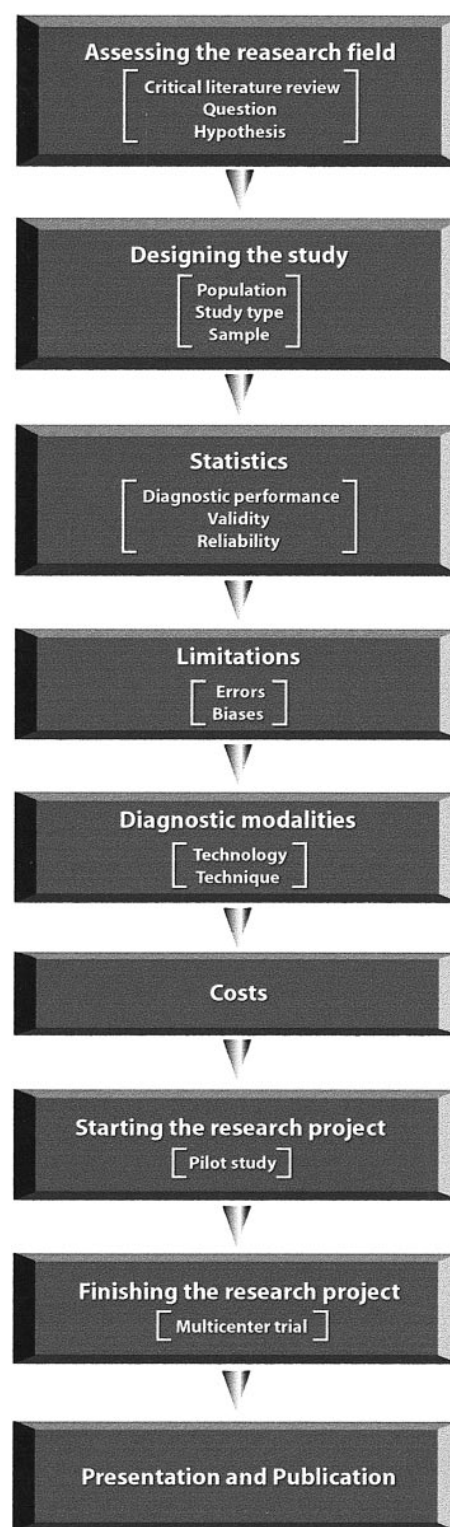 Assessing the reasearch field
Critical literature review
Question
Hypothesis
Designing the study
Population
Study type
Sample
Statistics
Diagnostic performance
Validity
Reliability
Limitations
Errors
Biases
Diagnostic modalities
Technology
Technique
Costs
Starting the research project
Pilot study
Finishing the research project
Multicenter trial
Presentation and Publication